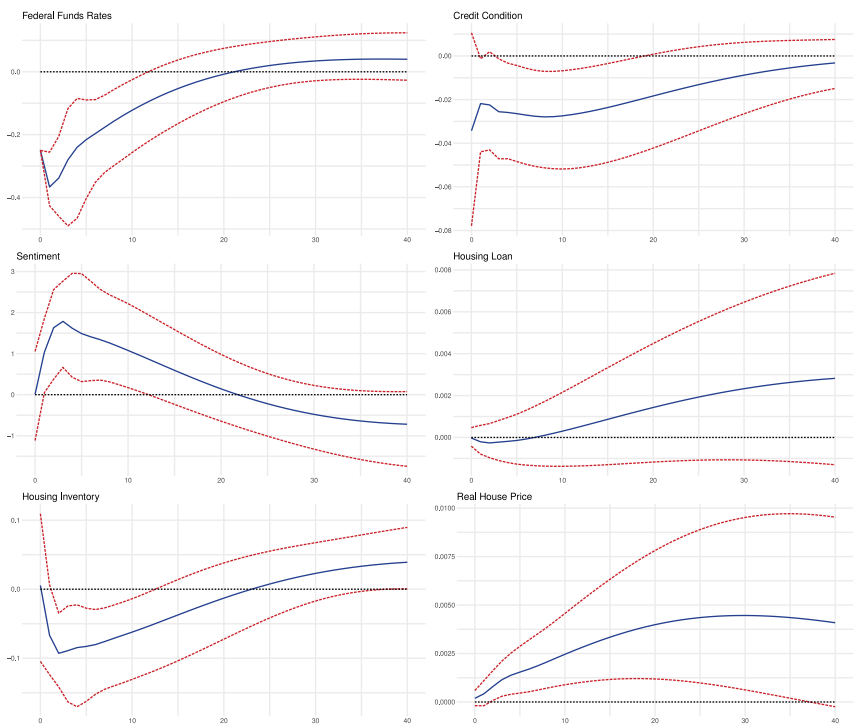 Federal Funds Rates
0.0
−0.2
−0.4
0 10 20 30 40
Credit Condition
0.00
−0.02
−0.04
−0.06
−0.08
0 10 20 30 40
Sentiment
3
2
1
0
−1
0 10 20 30 40
Housing Loan
0.008
0.006
0.004
0.002
0.000
0 10 20 30 40
Housing Inventory
0.1
0.0
−0.1
0 10 20 30 40
Real House Price
0.0100
0.0075
0.0050
0.0025
0.0000
0 10 20 30 40